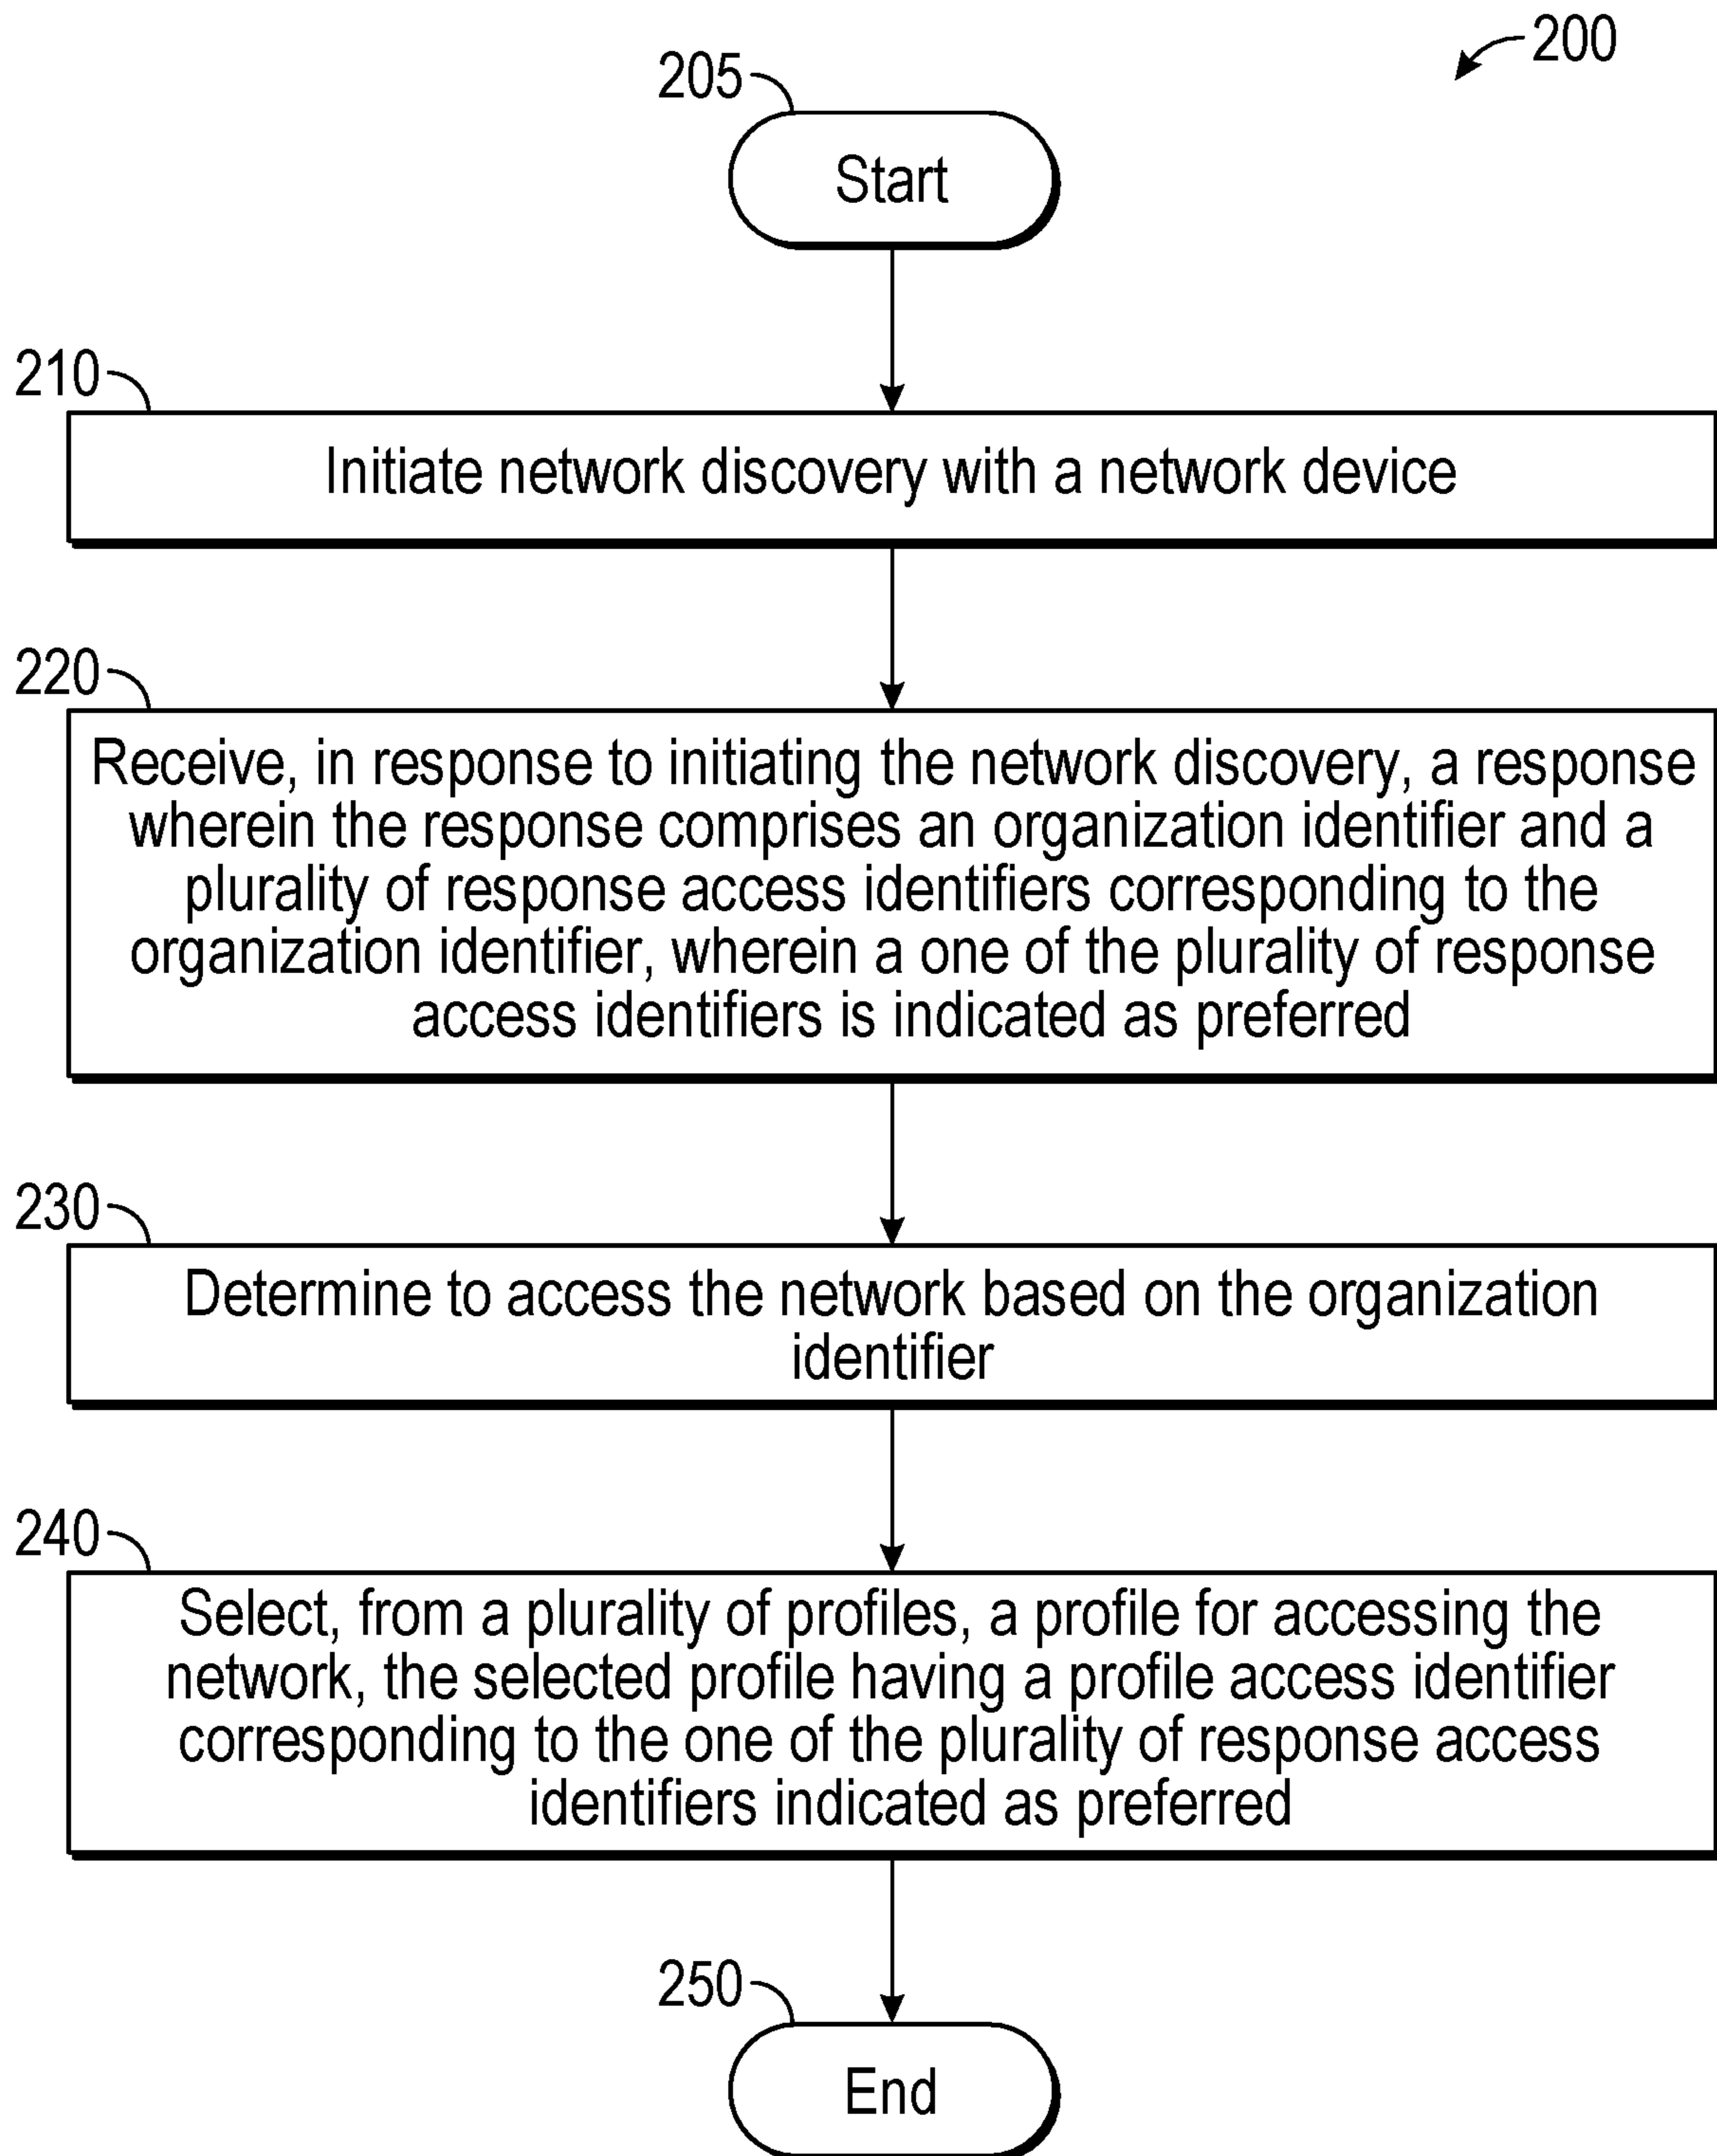 200
205
Start
210
Initiate network discovery with a network device
220
Receive, in response to initiating the network discovery, a response
wherein the response comprises an organization identifier and a
plurality of response access identifiers corresponding to the
organization identifier, wherein a one of the plurality of response
access identifiers is indicated as preferred
230
Determine to access the network based on the organization
identifier
240
Select, from a plurality of profiles, a profile for accessing the
network, the selected profile having a profile access identifier
corresponding to the one of the plurality of response access
identifiers indicated as preferred
250
End